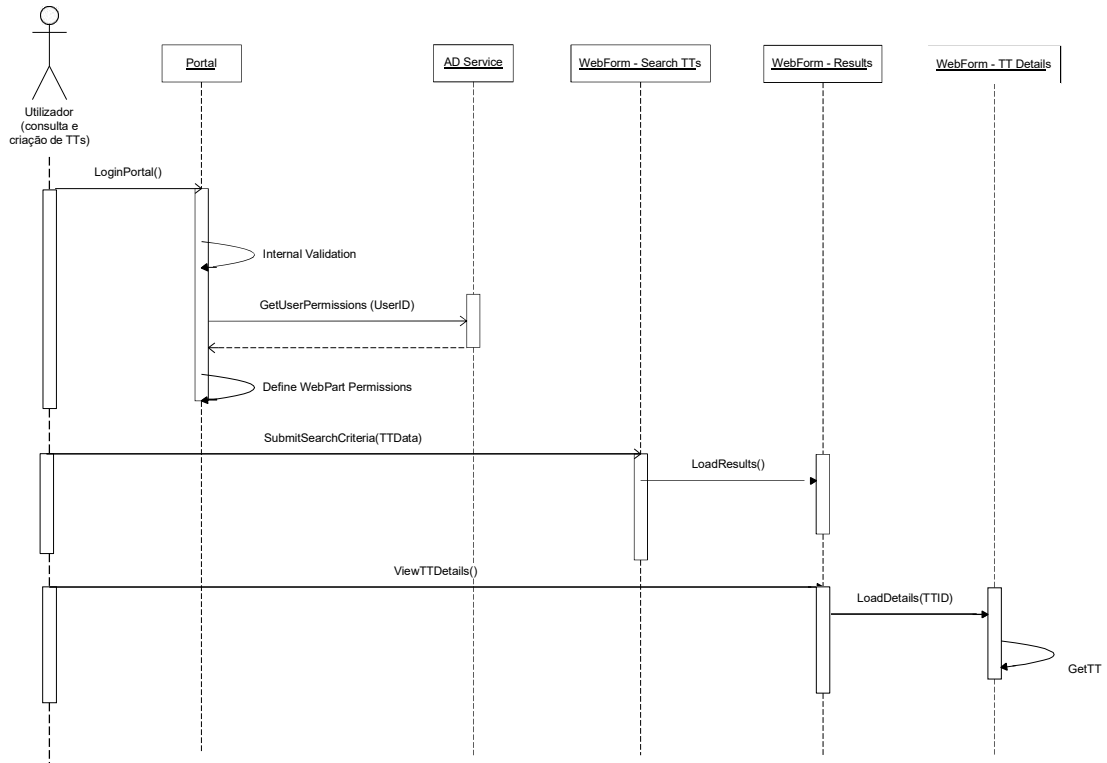 Portal
AD Service
WebForm - Search TTs
WebForm - Results
WebForm - TT Details
Utilizador
(consulta e
criação de TTs)
LoginPortal()
Internal Validation
GetUserPermissions (UserID)
Define WebPart Permissions
SubmitSearchCriteria(TTData)
LoadResults()
ViewTTDetails()
LoadDetails(TTID)
GetTT